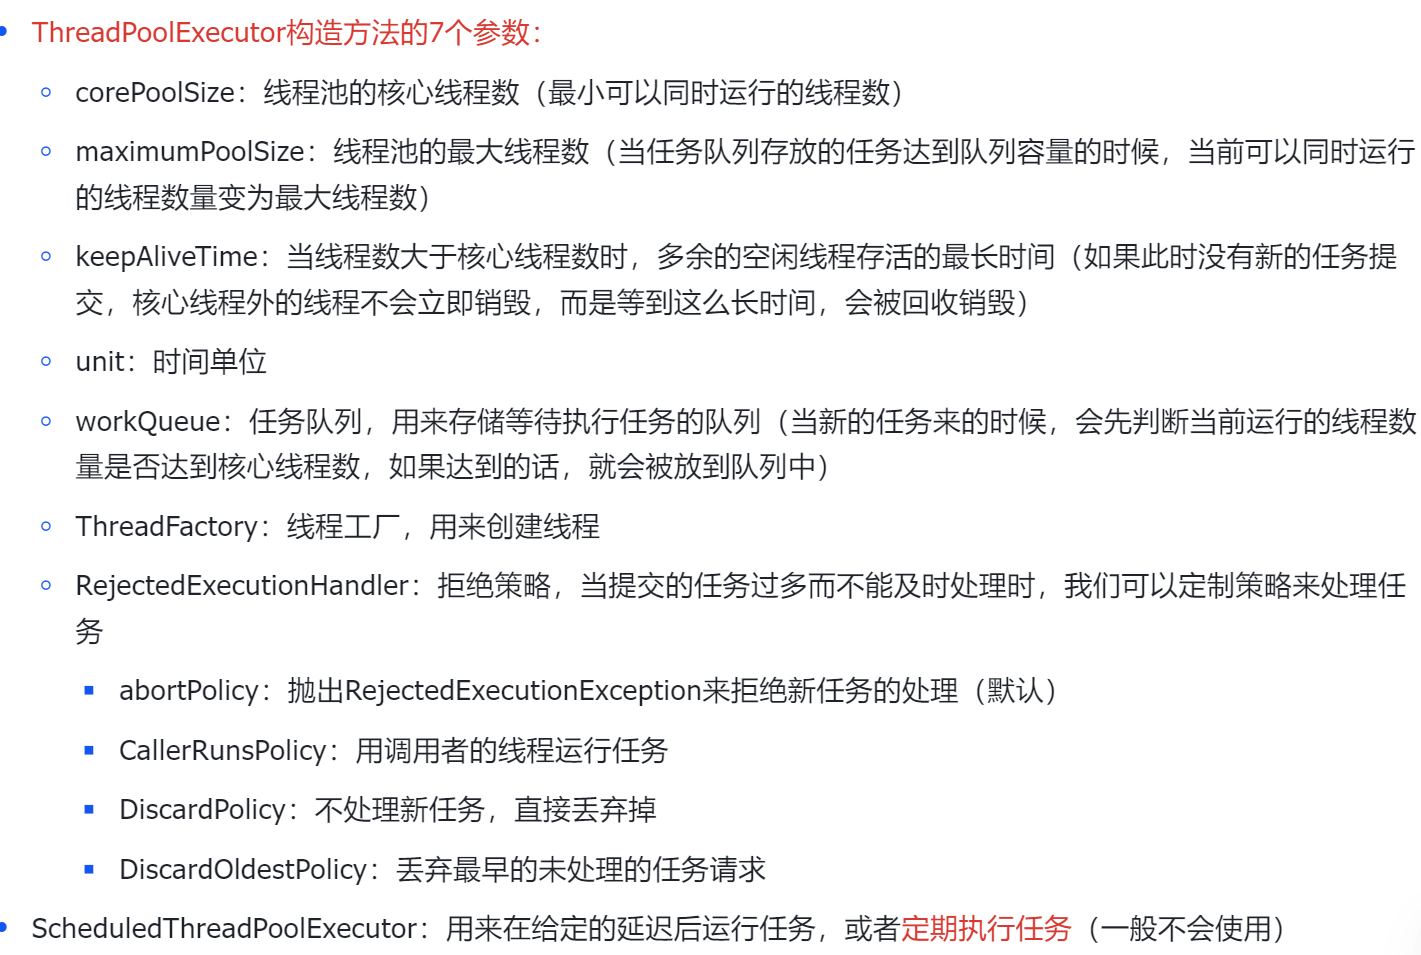 ThreadPoolExecutor构造方法的7个参数：
corePoolSize：线程池的核心线程数（最小可以同时运行的线程数）
maximumPoolSize：线程池的最大线程数（当任务队列存放的任务达到队列容量的时候，当前可以同时运行
的线程数量变为最大线程数）
keepAliveTime：当线程数大于核心线程数时，多余的空闲线程存活的最长时间（如果此时没有新的任务提
交，核心线程外的线程不会立即销毁，而是等到这么长时间，会被回收销毁）
unit：时间单位
workQueue：任务队列，用来存储等待执行任务的队列（当新的任务来的时候，会先判断当前运行的线程数
量是否达到核心线程数，如果达到的话，就会被放到队列中）
ThreadFactory：线程工厂，用来创建线程
RejectedExecutionHandler：拒绝策略，当提交的任务过多而不能及时处理时，我们可以定制策略来处理任
务
abortPolicy：抛出RejectedExecutionException来拒绝新任务的处理（默认）
CallerRunsPolicy：用调用者的线程运行任务
DiscardPolicy：不处理新任务，直接丢弃掉
DiscardOldestPolicy：丢弃最早的未处理的任务请求
ScheduledThreadPoolExecutor：用来在给定的延迟后运行任务，或者定期执行任务（一般不会使用）